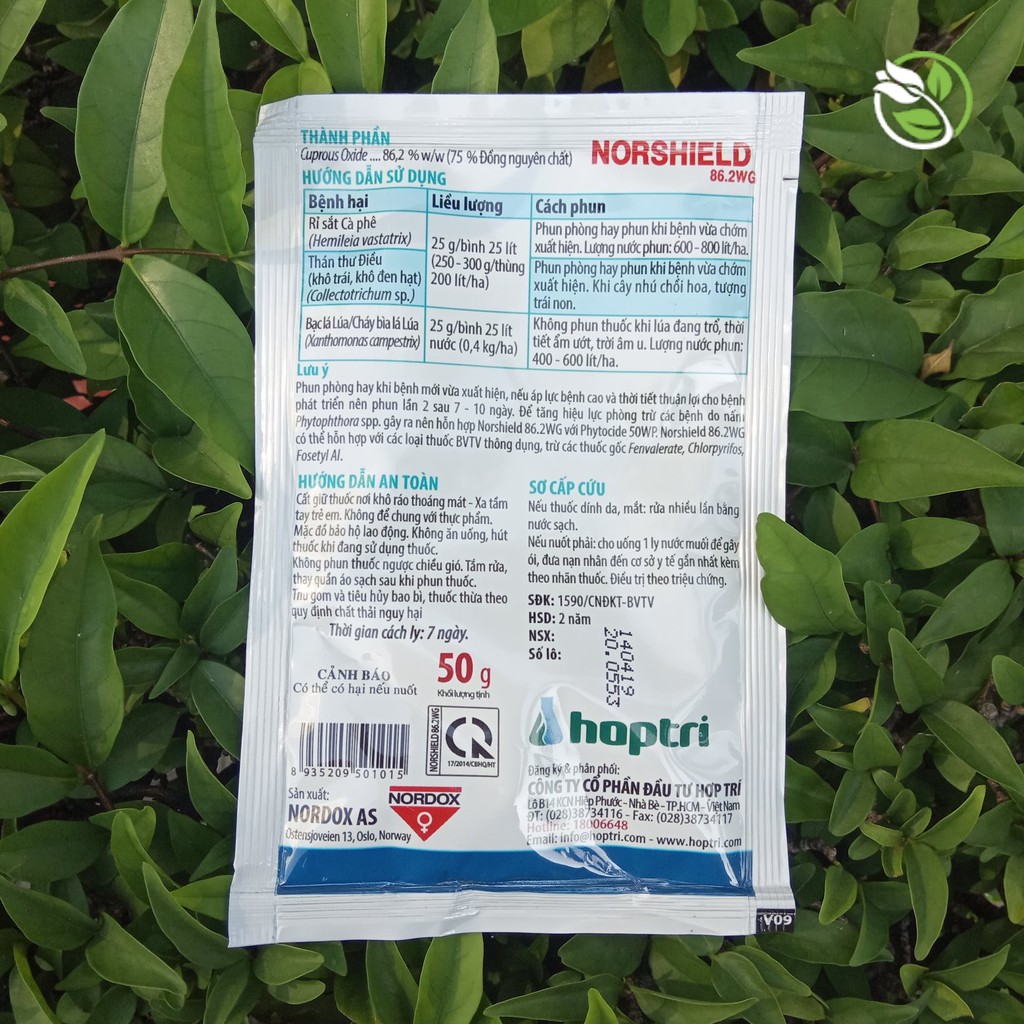 THÀNH PHẦN
Cuprous Oxide .... 86,2 % w/w (75 % Đồng nguyên chất)
NORSHIELD
86.2WG
HƯỚNG DẪN SỬ DỤNG
Bệnh hại
Liều lượng
Cách phun
Rỉ sắt Cà phê
(Hemileia vastatrix)
25 g/bình 25 lít
(250 - 300 g/thùng
200 lít/ha)
Phun phòng hay phun khi bệnh vừa chớm
xuất hiện. Lượng nước phun: 600 - 800 lít/ha.
Thán thư Điều
(khô trái, khô đen hạt)
(Collectotrichum sp.)
Phun phòng hay phun khi bệnh vừa chớm
xuất hiện. Khi cây nhú chồi hoa, tượng
trái non.
Bạc lá Lúa/Cháy bìa lá Lúa
(Xanthomonas campestrix)
25 g/bình 25 lít
nước (0,4 kg/ha)
Không phun thuốc khi lúa đang trổ, thời
tiết ẩm ướt, trời âm u. Lượng nước phun:
400 - 600 lít/ha.
Lưu ý
Phun phòng hay khi bệnh mới vừa xuất hiện, nếu áp lực bệnh cao và thời tiết thuận lợi cho bệnh
phát triển nên phun lần 2 sau 7 - 10 ngày. Để tăng hiệu lực phòng trừ các bệnh do nấm
Phytophthora spp. gây ra nên hỗn hợp Norshield 86.2WG với Phytocide 50WP. Norshield 86.2WG
có thể hỗn hợp với các loại thuốc BVTV thông dụng, trừ các thuốc gốc Fenvalerate, Chlorpyrifos,
Fosetyl Al.
HƯỚNG DẪN AN TOÀN
Cất giữ thuốc nơi khô ráo thoáng mát - Xa tầm
tay trẻ em. Không để chung với thực phẩm.
Mặc đồ bảo hộ lao động. Không ăn uống, hút
thuốc khi đang sử dụng thuốc.
Không phun thuốc ngược chiều gió. Tắm rửa,
thay quần áo sạch sau khi phun thuốc.
Thu gom và tiêu hủy bao bì, thuốc thừa theo
quy định chất thải nguy hại
Thời gian cách ly: 7 ngày.
CẢNH BÁO
Có thể có hại nếu nuốt
50 g
Khối lượng tịnh
SƠ CẤP CỨU
Nếu thuốc dính da, mắt: rửa nhiều lần bằng
nước sạch.
Nếu nuốt phải: cho uống 1 ly nước muối để gây
ói, đưa nạn nhân đến cơ sở y tế gần nhất kèm
theo nhãn thuốc. Điều trị theo triệu chứng.
SĐK: 1590/CNĐKT-BVTV
HSD: 2 năm
NSX:
Số lô:
140419
20.0553
8 935209 501015
NORSHIELD 86.2WG
17/2014/CBHQ/HT
Sản xuất:
NORDOX AS
Ostensjoveien 13, Oslo, Norway
NORDOX
hoptri
Đăng ký & phân phối:
CÔNG TY CỔ PHẦN ĐẦU TƯ HỢP TRÍ
Lô B14 KCN Hiệp Phước - Nhà Bè - TP.HCM - Việt Nam
ĐT: (028)38734116 - Fax: (028)38734117
Hotline: 18006648
Email: info@hoptri.com - www.hoptri.com
60A